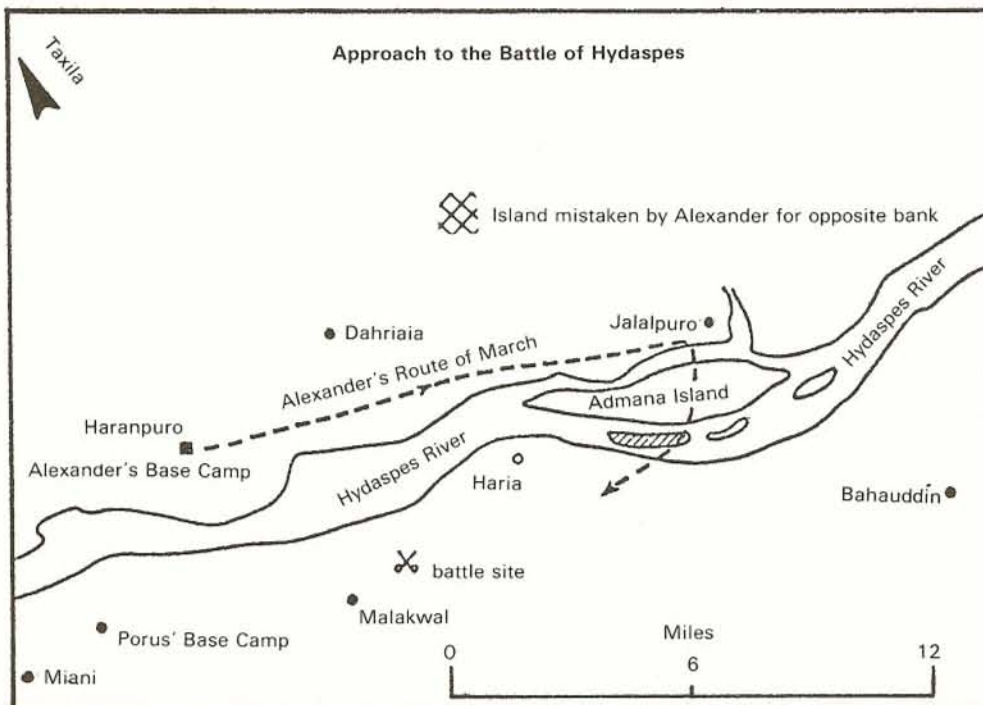 Approach to the Battle of Hydaspes
Taxila
Island mistaken by Alexander for opposite bank
Hydaspes River
Jalalpuro
Dahriaia
Alexander's Route of March
Admana Island
Haranpuro
Alexander's Base Camp
Hydaspes River
Haria
Bahauddin
battle site
Malakwal
Porus' Base Camp
Miani
Miles
0
6
12